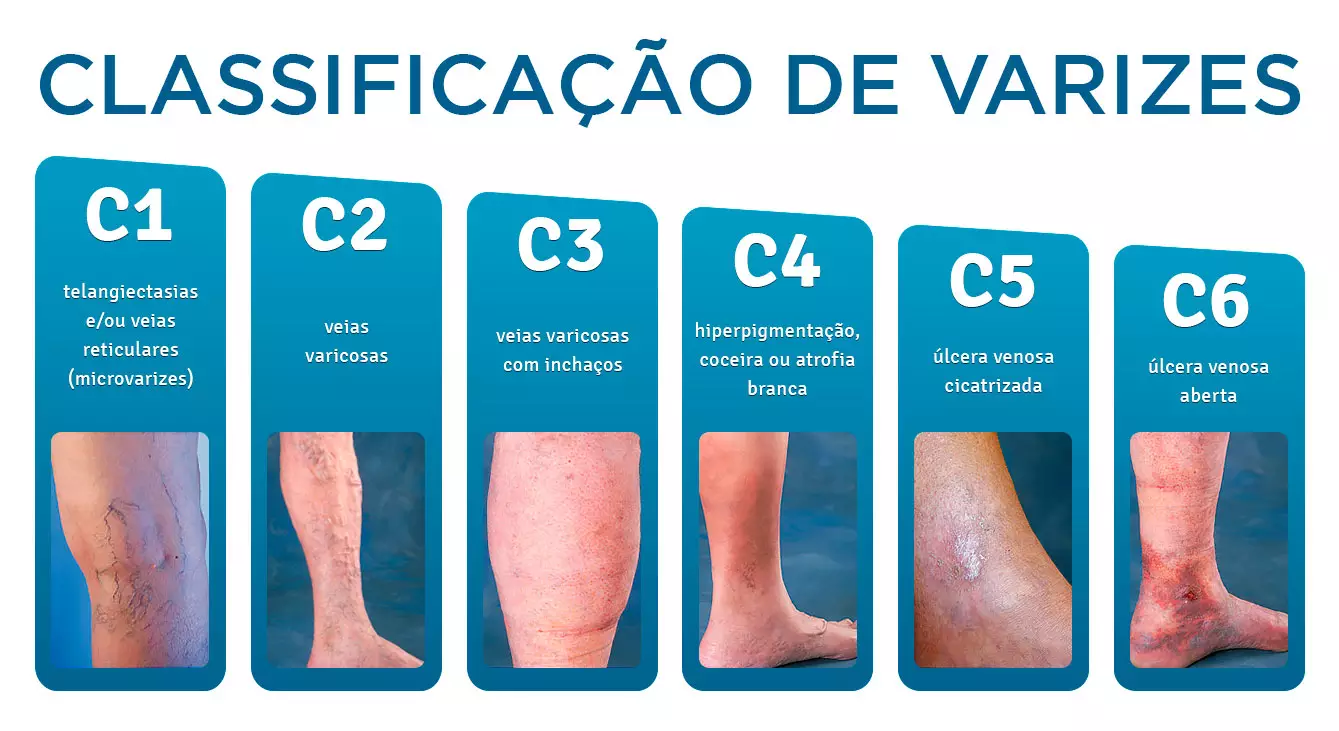 CLASSIFICAÇÃO DE VARIZES
C1
telangiectasias
e/ou veias
reticulares
(microvarizes)
C2
veias
varicosas
C3
veias varicosas
com inchaços
C4
hiperpigmentação,
coceira ou atrofia
branca
C5
úlcera venosa
cicatrizada
C6
úlcera venosa
aberta